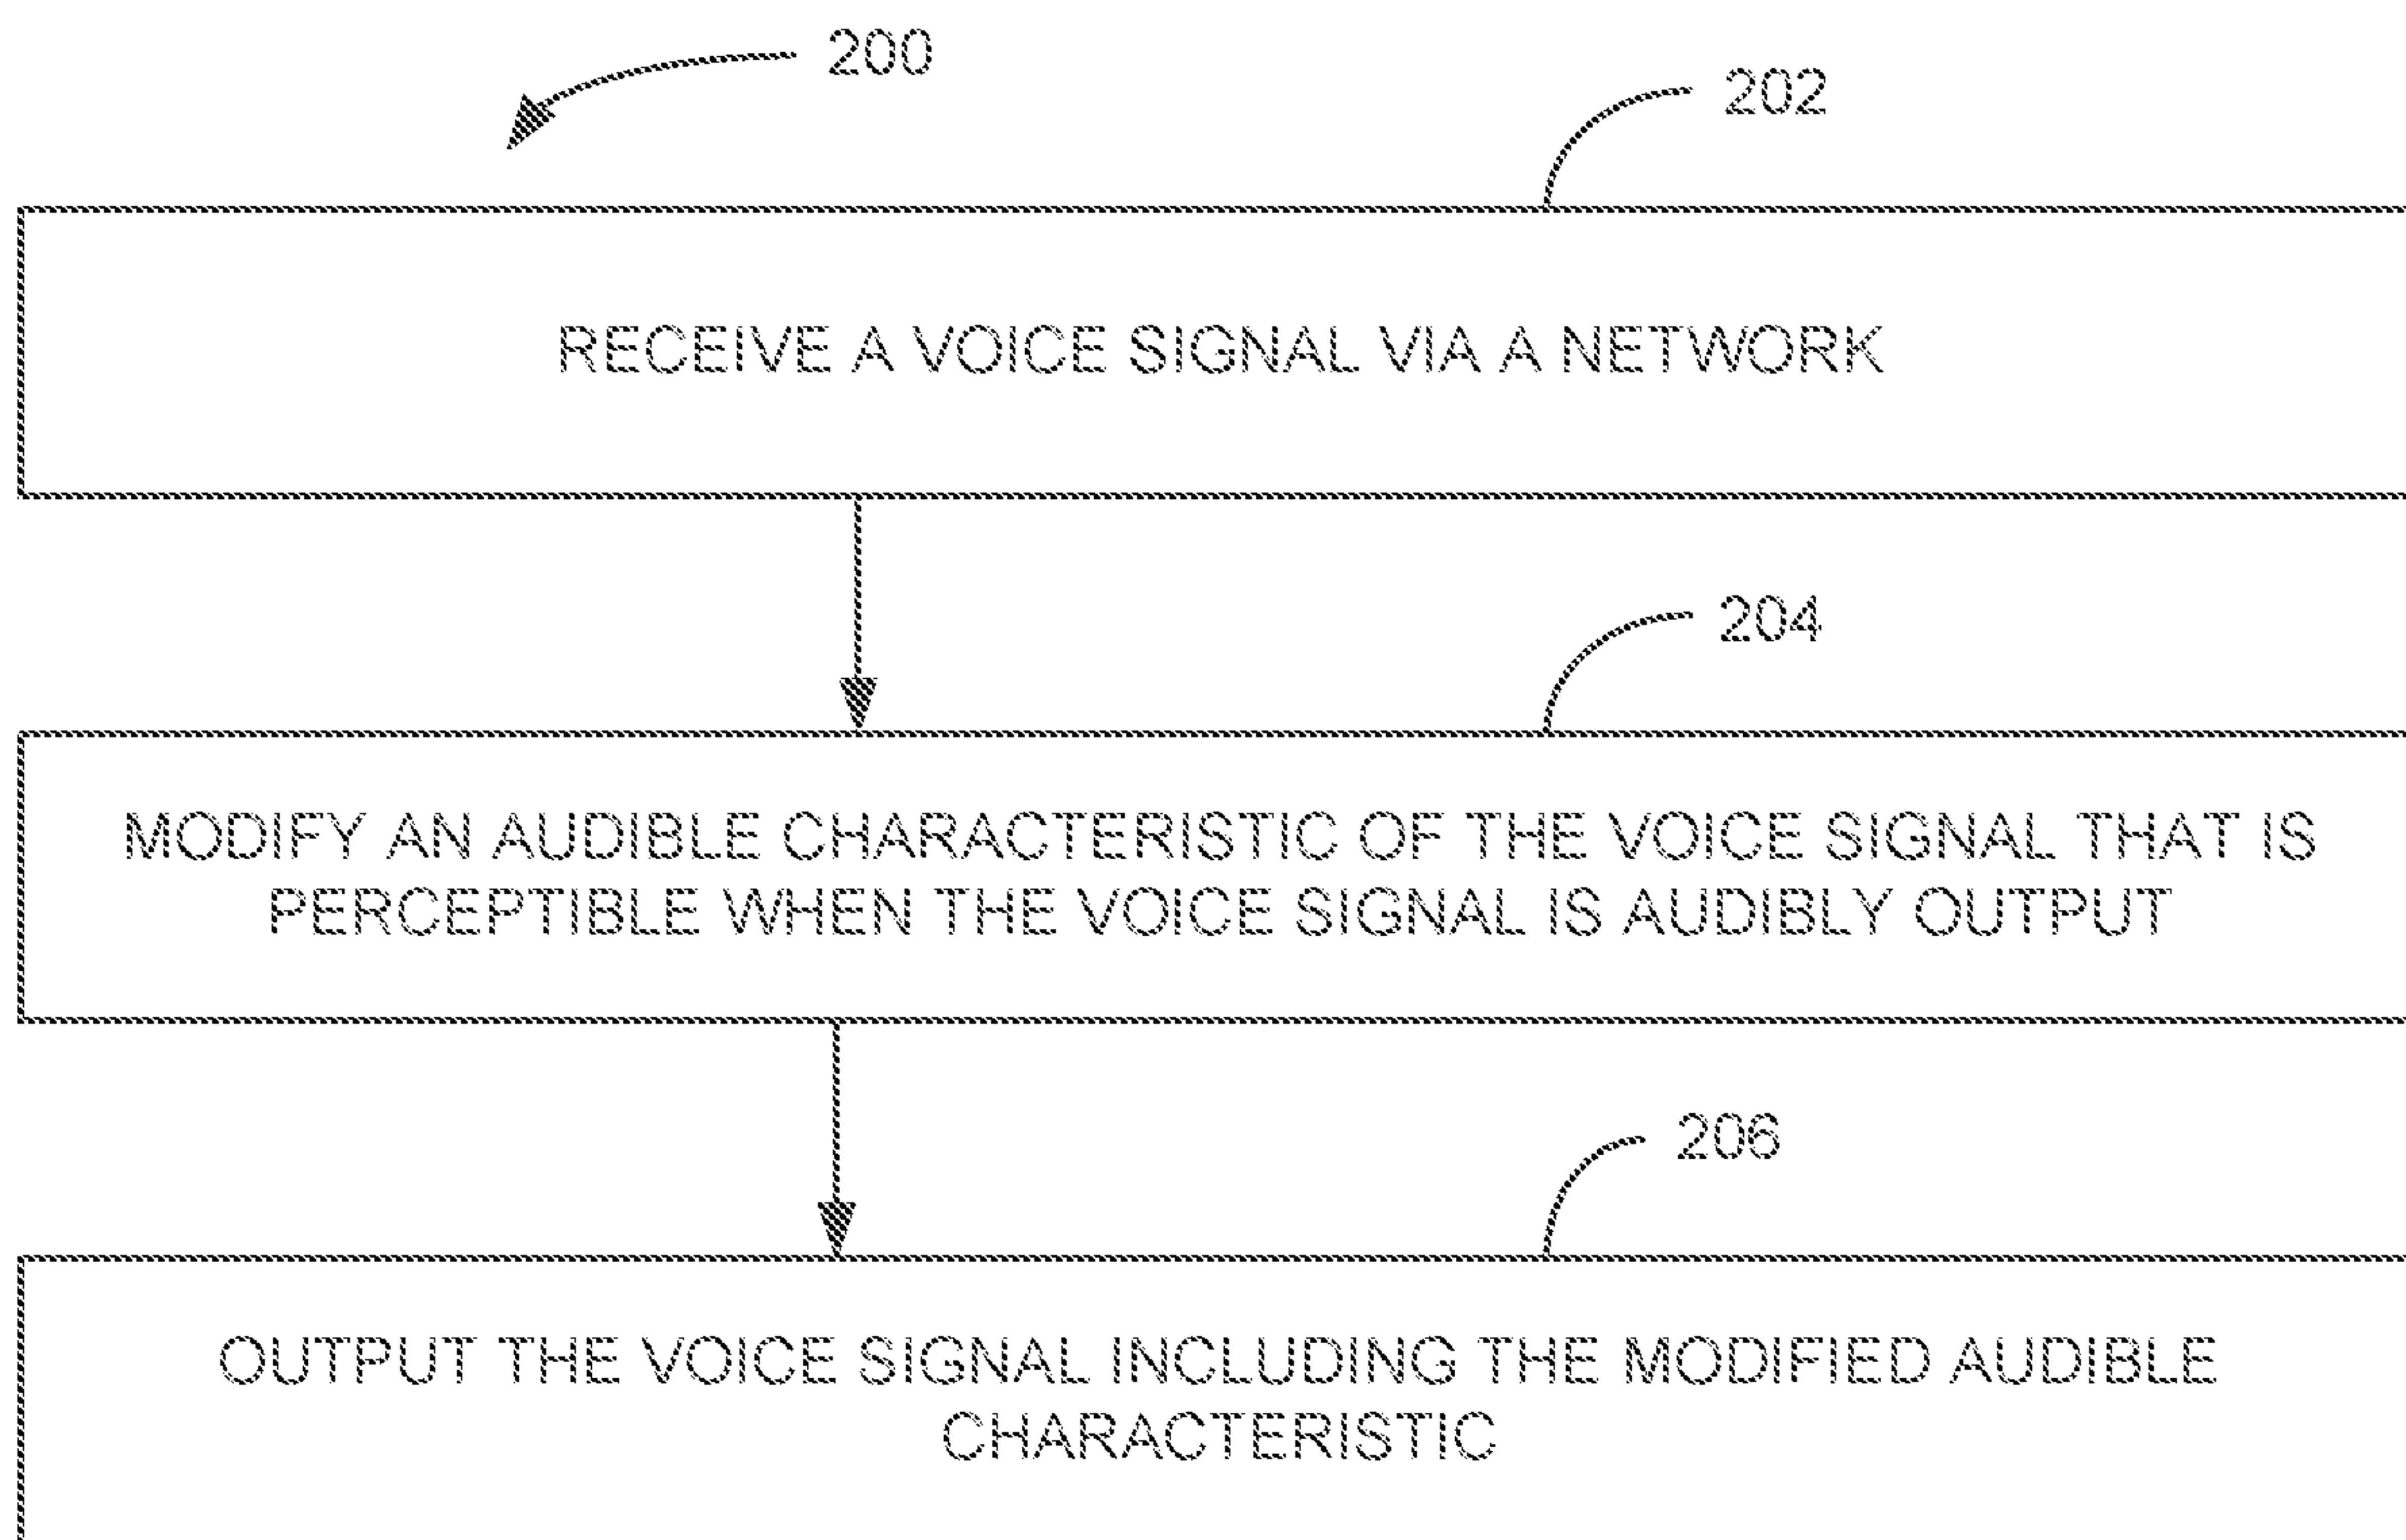 200
202
RECEIVE A VOICE SIGNAL VIA A NETWORK
204
MODIFY AN AUDIBLE CHARACTERISTIC OF THE VOICE SIGNAL THAT IS
PERCEPTIBLE WHEN THE VOICE SIGNAL IS AUDIBLY OUTPUT
206
OUTPUT THE VOICE SIGNAL INCLUDING THE MODIFIED AUDIBLE
CHARACTERISTIC